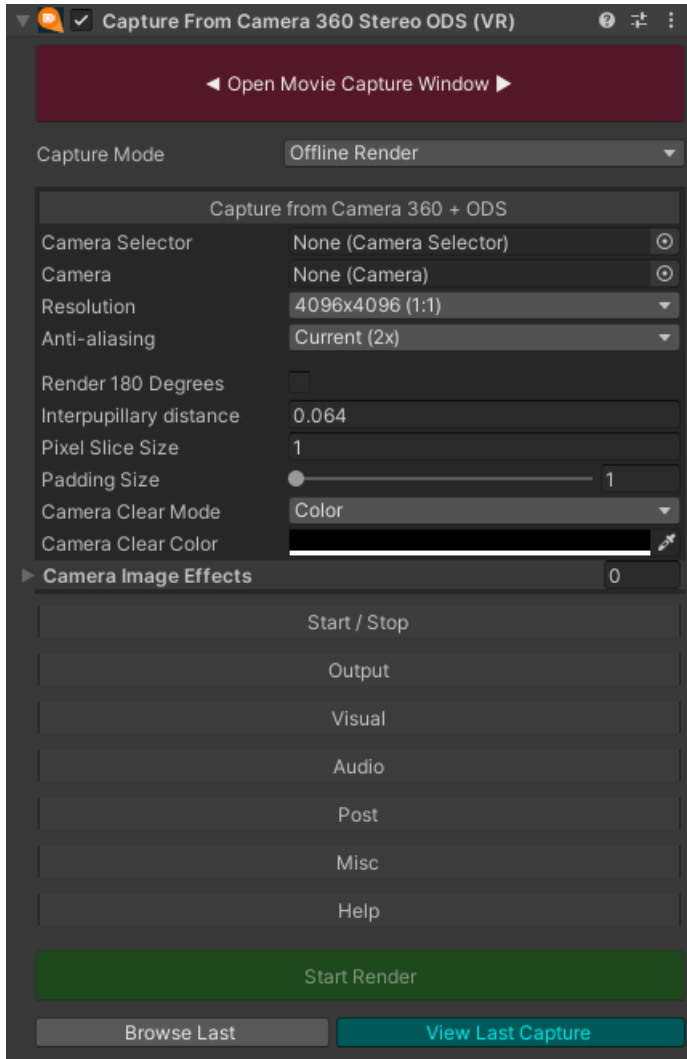 Capture From Camera 360 Stereo ODS (VR)
◄ Open Movie Capture Window ►
Capture Mode Offline Render
Capture from Camera 360 + ODS
Camera Selector None (Camera Selector)
Camera None (Camera)
Resolution 4096x4096 (1:1)
Anti-aliasing Current (2x)
Render 180 Degrees
Interpupillary distance 0.064
Pixel Slice Size 1
Padding Size 1
Camera Clear Mode Color
Camera Clear Color
Camera Image Effects 0
Start / Stop
Output
Visual
Audio
Post
Misc
Help
Start Render
Browse Last View Last Capture